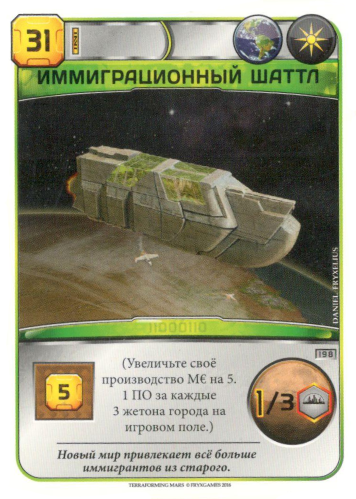 31
ИММИГРАЦИОННЫЙ ШАТТЛ
DANIEL FRYXELIUS
11000110
198
5
(Увеличьте своё
производство М€ на 5.
1 ПО за каждые
3 жетона города на
игровом поле.)
1/3
Новый мир привлекает всё больше
иммигрантов из старого.
TERRAFORMING MARS © FRYXGAMES 2016